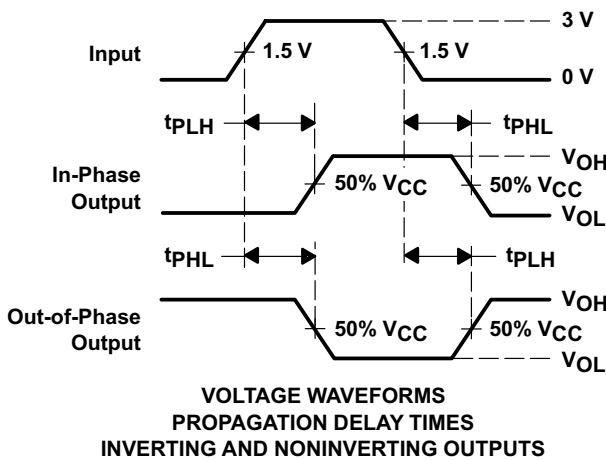 3 V
Input
1.5 V
1.5 V
0 V
tPLH
tPHL
In-Phase
Output
50% VCC
VOH
50% VCC
VOL
tPHL
tPLH
Out-of-Phase
Output
50% VCC
VOH
50% VCC
VOL
VOLTAGE WAVEFORMS
PROPAGATION DELAY TIMES
INVERTING AND NONINVERTING OUTPUTS